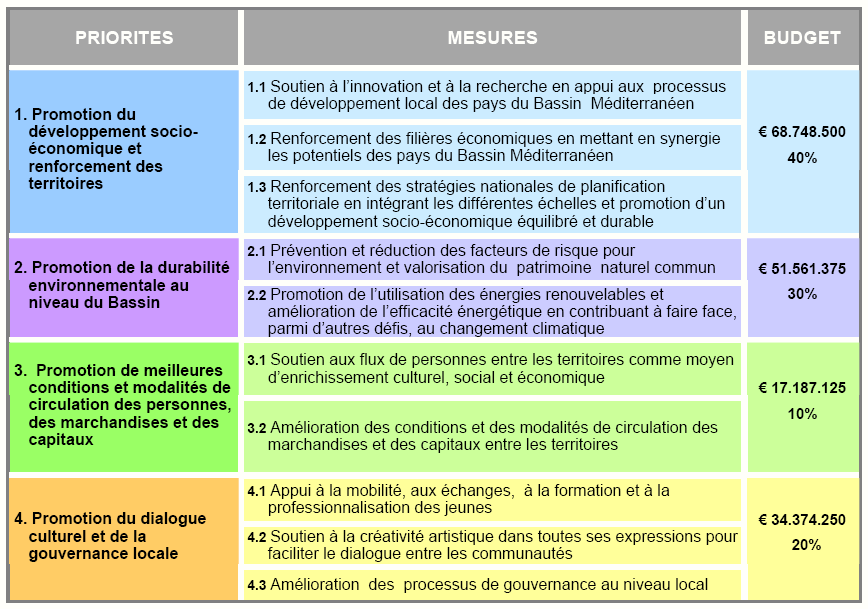 PRIORITES
MESURES
BUDGET
1. Promotion du
développement socio-
économique et
renforcement des
territoires
1.1 Soutien à l'innovation et à la recherche en appui aux processus
de développement local des pays du Bassin Méditerranéen
1.2 Renforcement des filières économiques en mettant en synergie
les potentiels des pays du Bassin Méditerranéen
1.3 Renforcement des stratégies nationales de planification
territoriale en intégrant les différentes échelles et promotion d'un
développement socio-économique équilibré et durable
€ 68.748.500
40%
2. Promotion de la durabilité
environnementale au
niveau du Bassin
2.1 Prévention et réduction des facteurs de risque pour
l'environnement et valorisation du patrimoine naturel commun
2.2 Promotion de l'utilisation des énergies renouvelables et
amélioration de l'efficacité énergétique en contribuant à faire face,
parmi d'autres défis, au changement climatique
€ 51.561.375
30%
3. Promotion de meilleures
conditions et modalités de
circulation des personnes,
des marchandises et des
capitaux
3.1 Soutien aux flux de personnes entre les territoires comme moyen
d'enrichissement culturel, social et économique
3.2 Amélioration des conditions et des modalités de circulation des
marchandises et des capitaux entre les territoires
€ 17.187.125
10%
4. Promotion du dialogue
culturel et de la
gouvernance locale
4.1 Appui à la mobilité, aux échanges, à la formation et à la
professionnalisation des jeunes
4.2 Soutien à la créativité artistique dans toutes ses expressions pour
faciliter le dialogue entre les communautés
4.3 Amélioration des processus de gouvernance au niveau local
€ 34.374.250
20%